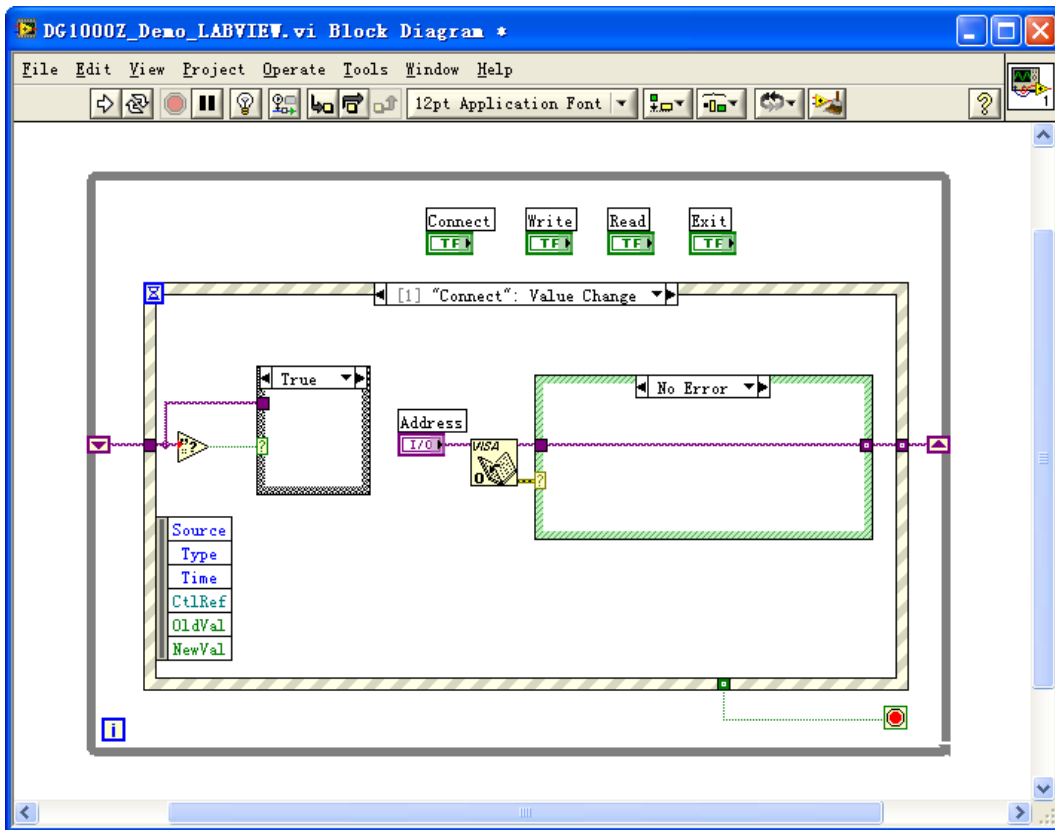 DG1000Z_Demo_LABVIEW.vi Block Diagram *
File Edit View Project Operate Tools Window Help
12pt Application Font
?
1
Connect Write Read Exit
TF TF TF TF
[1] "Connect": Value Change
True
No Error
Address
I/O
"?
?
VISA
O
?
Source
Type
Time
CtlRef
OldVal
NewVal
i